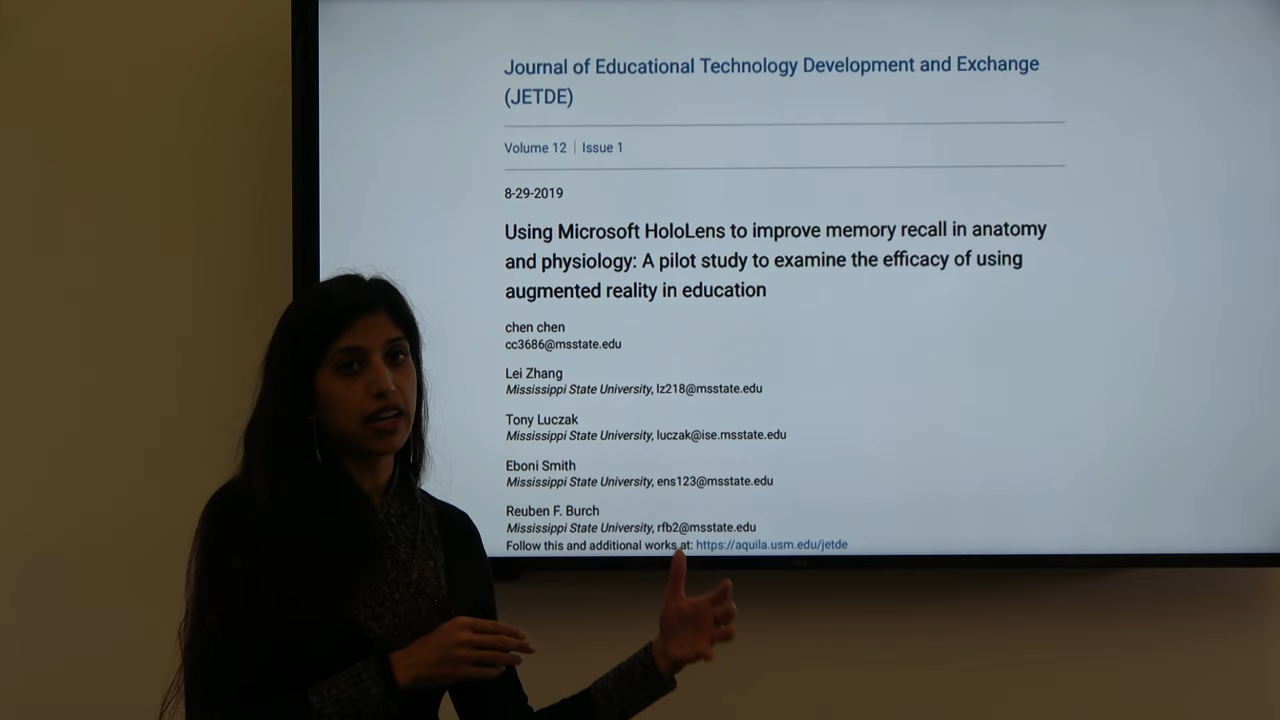 Journal of Educational Technology Development and Exchange
(JETDE)
Volume 12 | Issue 1
8-29-2019
Using Microsoft HoloLens to improve memory recall in anatomy
and physiology: A pilot study to examine the efficacy of using
augmented reality in education
chen chen
cc3686@msstate.edu
Lei Zhang
Mississippi State University, lz218@msstate.edu
Tony Luczak
Mississippi State University, luczak@ise.msstate.edu
Eboni Smith
Mississippi State University, ens123@msstate.edu
Reuben F. Burch
Mississippi State University, rfb2@msstate.edu
Follow this and additional works at: https://aquila.usm.edu/jetde